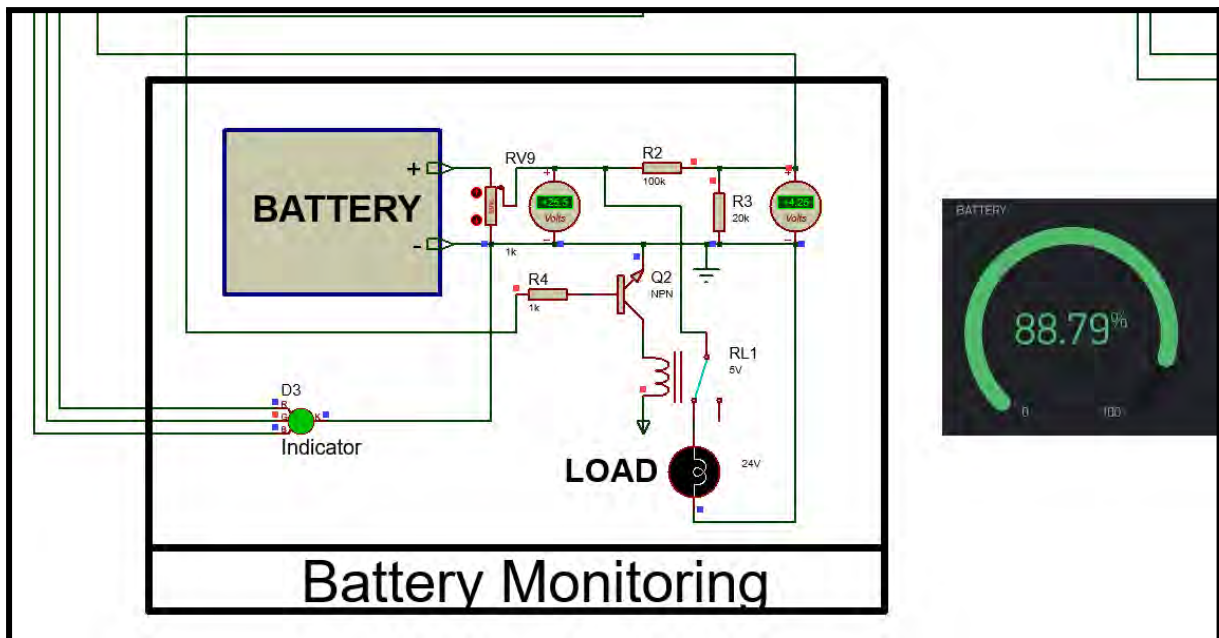 BATTERY
+
-
RV9
1k
+25.5
Volts
R2
100k
R3
20k
+4.25
Volts
R4
1k
Q2
NPN
RL1
5V
D3
R
G
B
K
Indicator
LOAD
24V
Battery Monitoring
BATTERY
88.79%
0
100